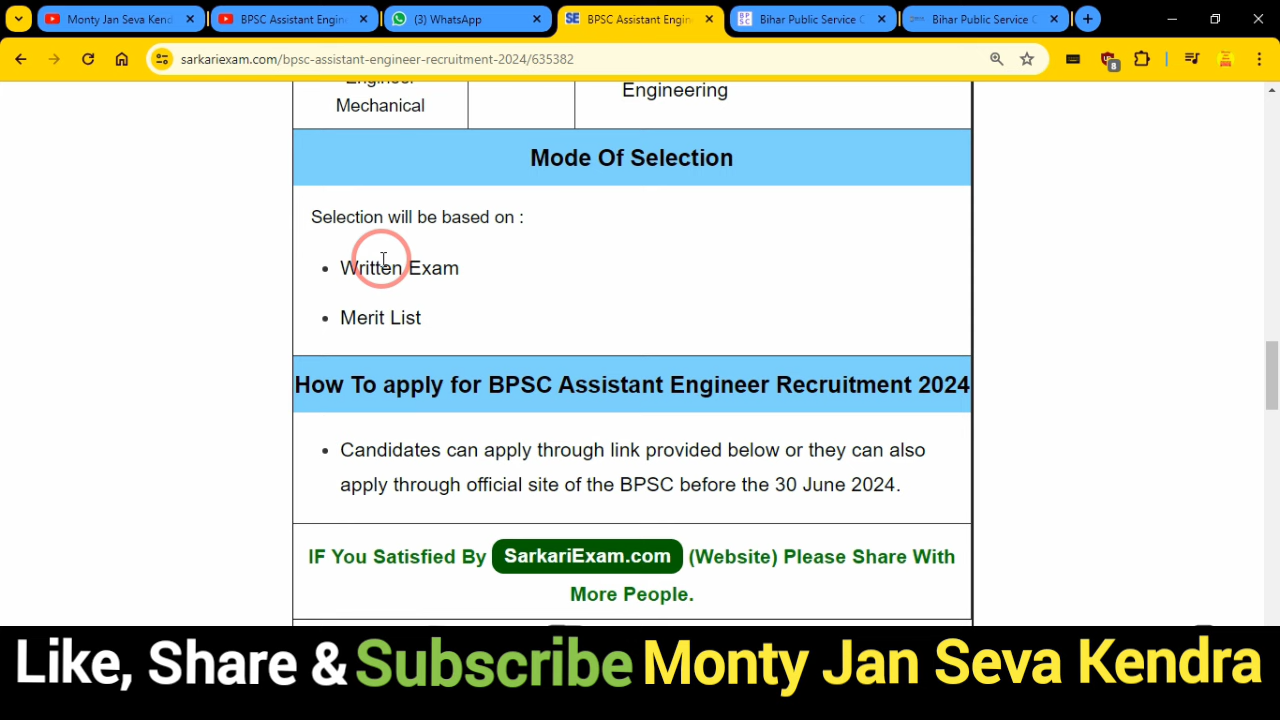 Monty Jan Seva Kend
BPSC Assistant Engin
(3) WhatsApp
SE
BPSC Assistant Engin
BPSC
Bihar Public Service C
Bihar Public Service C
sarkariexam.com/bpsc-assistant-engineer-recruitment-2024/635382
8
Engineer
Mechanical
Engineering
Mode Of Selection
Selection will be based on :
• Written Exam
• Merit List
How To apply for BPSC Assistant Engineer Recruitment 2024
• Candidates can apply through link provided below or they can also
apply through official site of the BPSC before the 30 June 2024.
IF You Satisfied By SarkariExam.com (Website) Please Share With
More People.
Like, Share & Subscribe Monty Jan Seva Kendra